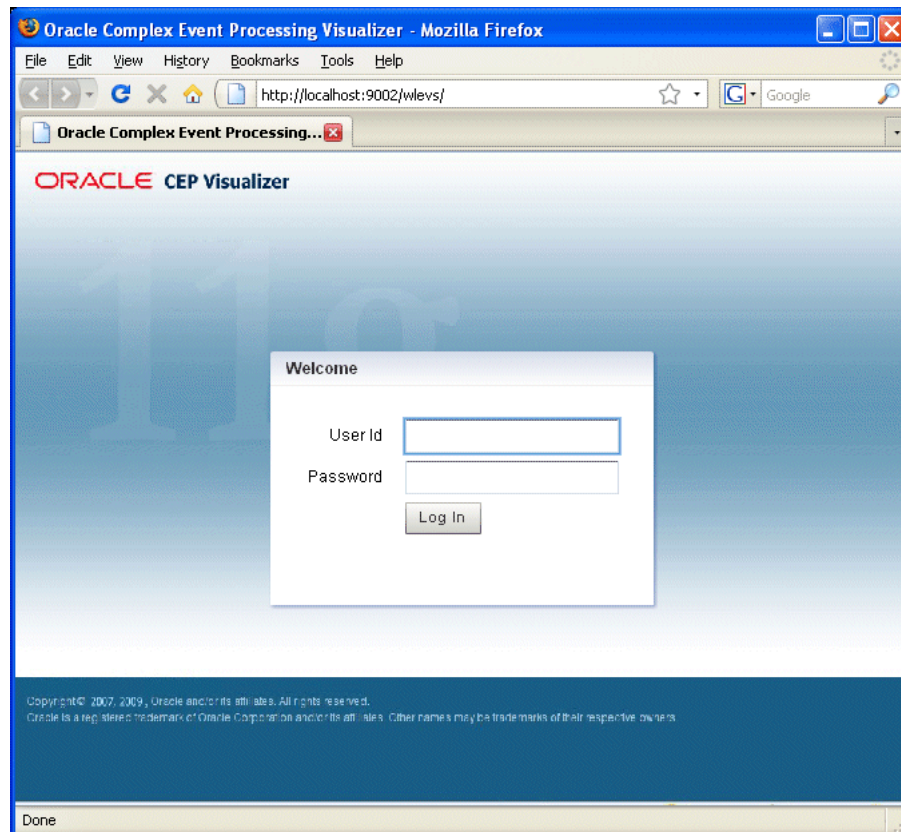 Oracle Complex Event Processing Visualizer - Mozilla Firefox
File Edit View History Bookmarks Tools Help
http://localhost:9002/wlevs/
G Google
Oracle Complex Event Processing...
ORACLE CEP Visualizer
11g
Welcome
User Id
Password
Log In
Copyright © 2007, 2009, Oracle and/or its affiliates. All rights reserved.
Oracle is a registered trademark of Oracle Corporation and/or its affiliates. Other names may be trademarks of their respective owners
Done